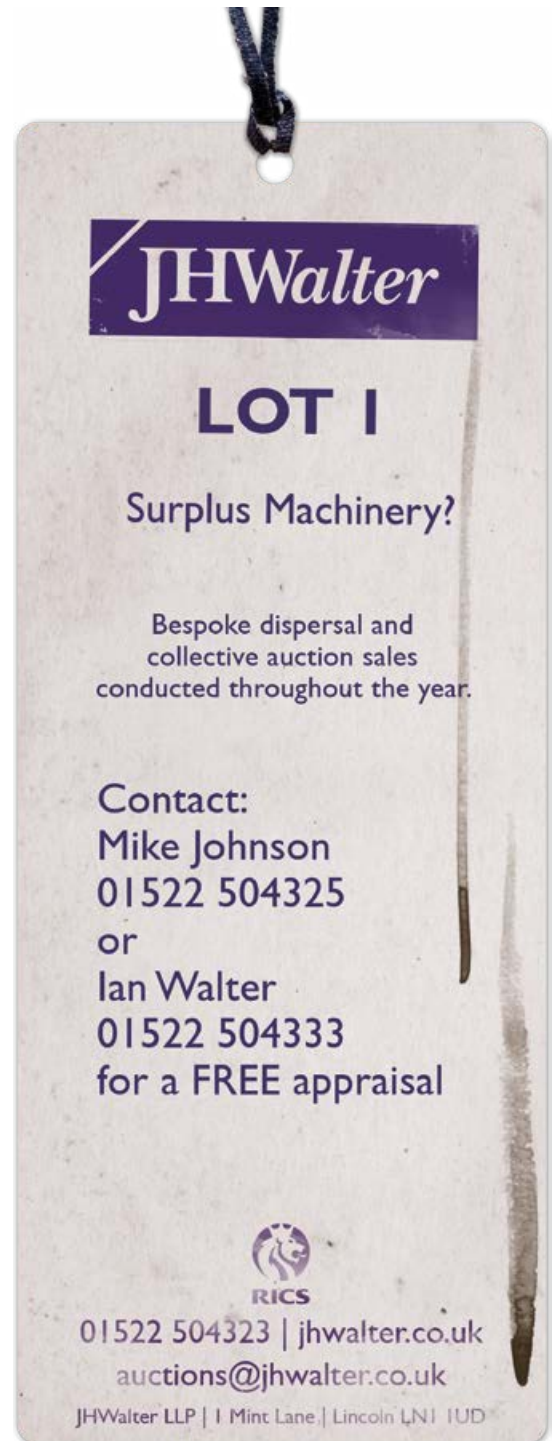 JHWalter
LOT 1
Surplus Machinery?
Bespoke dispersal and
collective auction sales
conducted throughout the year.
Contact:
Mike Johnson
01522 504325
or
Ian Walter
01522 504333
for a FREE appraisal
RICS
01522 504323 | jhwalter.co.uk
auctions@jhwalter.co.uk
JHWalter LLP | 1 Mint Lane | Lincoln LN1 1UD